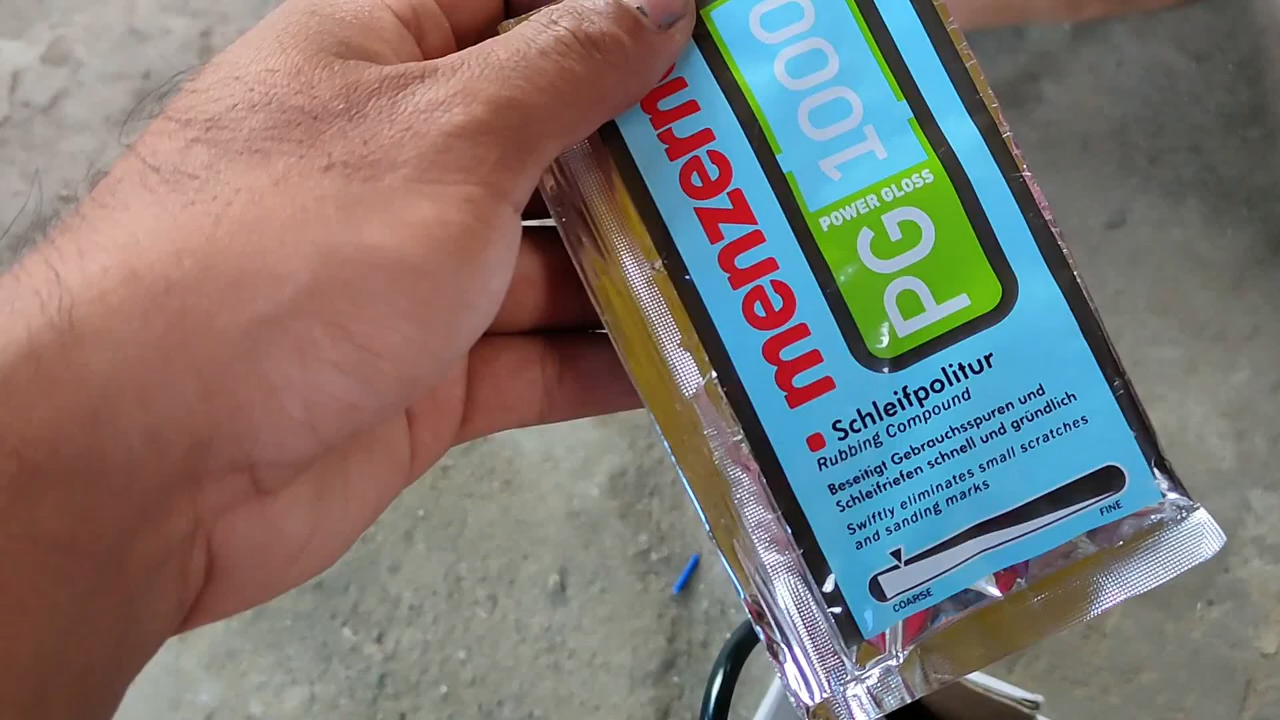 menzern
PG
POWER GLOSS
1000
Schleifpolitur
Rubbing Compound
Beseitigt Gebrauchsspuren und
Schleifriefen schnell und gründlich
Swiftly eliminates small scratches
and sanding marks
COARSE
FINE